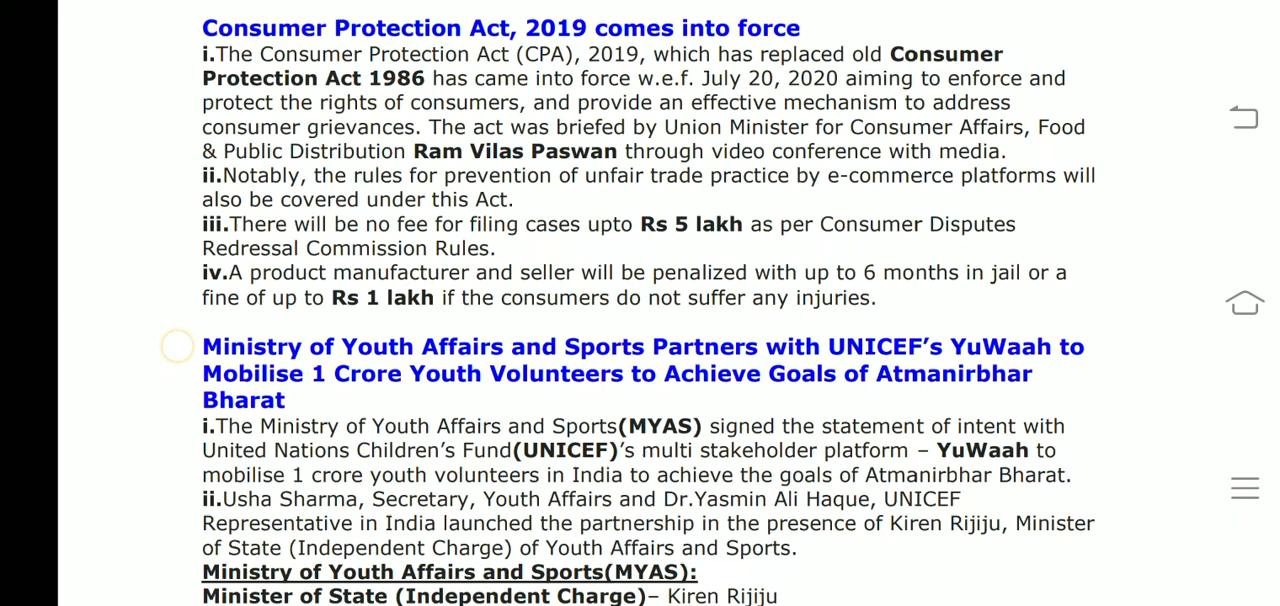 Consumer Protection Act, 2019 comes into force
i.The Consumer Protection Act (CPA), 2019, which has replaced old Consumer
Protection Act 1986 has came into force w.e.f. July 20, 2020 aiming to enforce and
protect the rights of consumers, and provide an effective mechanism to address
consumer grievances. The act was briefed by Union Minister for Consumer Affairs, Food
& Public Distribution Ram Vilas Paswan through video conference with media.
ii.Notably, the rules for prevention of unfair trade practice by e-commerce platforms will
also be covered under this Act.
iii.There will be no fee for filing cases upto Rs 5 lakh as per Consumer Disputes
Redressal Commission Rules.
iv.A product manufacturer and seller will be penalized with up to 6 months in jail or a
fine of up to Rs 1 lakh if the consumers do not suffer any injuries.
Ministry of Youth Affairs and Sports Partners with UNICEF’s YuWaah to
Mobilise 1 Crore Youth Volunteers to Achieve Goals of Atmanirbhar
Bharat
i.The Ministry of Youth Affairs and Sports(MYAS) signed the statement of intent with
United Nations Children’s Fund(UNICEF)’s multi stakeholder platform – YuWaah to
mobilise 1 crore youth volunteers in India to achieve the goals of Atmanirbhar Bharat.
ii.Usha Sharma, Secretary, Youth Affairs and Dr.Yasmin Ali Haque, UNICEF
Representative in India launched the partnership in the presence of Kiren Rijiju, Minister
of State (Independent Charge) of Youth Affairs and Sports.
Ministry of Youth Affairs and Sports(MYAS):
Minister of State (Independent Charge)– Kiren Rijiju